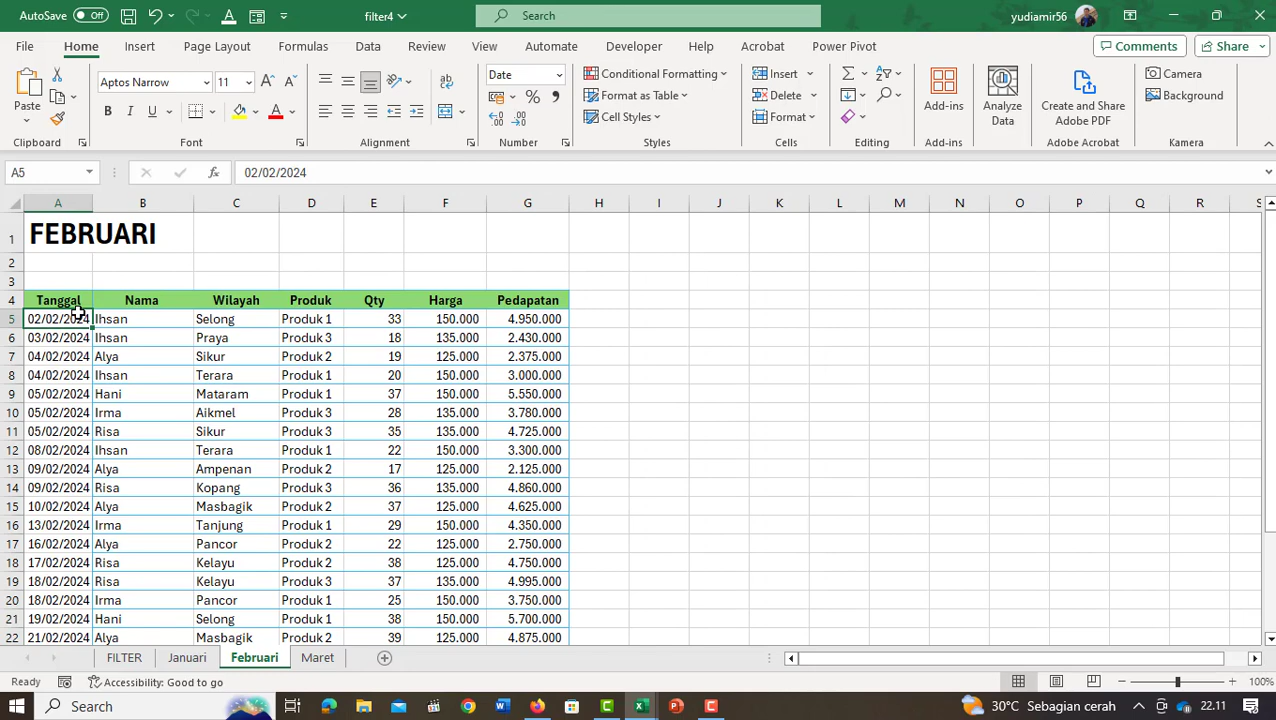 AutoSave Off filter4 Search yudiamir56
File Home Insert Page Layout Formulas Data Review View Automate Developer Help Acrobat Power Pivot Comments Share
Paste Aptos Narrow 11 Date Conditional Formatting Insert Camera
B I U Format as Table Delete Add-ins Analyze Data Create and Share Adobe PDF Background
Cell Styles Format
Clipboard Font Alignment Number Styles Cells Editing Add-ins Adobe Acrobat Kamera
A5 fx 02/02/2024
A B C D E F G H I J K L M N O P Q R S
1 FEBRUARI
2
3
4 Tanggal Nama Wilayah Produk Qty Harga Pedapatan
5 02/02/2024 Ihsan Selong Produk 1 33 150.000 4.950.000
6 03/02/2024 Ihsan Praya Produk 3 18 135.000 2.430.000
7 04/02/2024 Alya Sikur Produk 2 19 125.000 2.375.000
8 04/02/2024 Ihsan Terara Produk 1 20 150.000 3.000.000
9 05/02/2024 Hani Mataram Produk 1 37 150.000 5.550.000
10 05/02/2024 Irma Aikmel Produk 3 28 135.000 3.780.000
11 05/02/2024 Risa Sikur Produk 3 35 135.000 4.725.000
12 08/02/2024 Ihsan Terara Produk 1 22 150.000 3.300.000
13 09/02/2024 Alya Ampenan Produk 2 17 125.000 2.125.000
14 09/02/2024 Risa Kopang Produk 3 36 135.000 4.860.000
15 10/02/2024 Alya Masbagik Produk 2 37 125.000 4.625.000
16 13/02/2024 Irma Tanjung Produk 1 29 150.000 4.350.000
17 16/02/2024 Alya Pancor Produk 2 22 125.000 2.750.000
18 17/02/2024 Risa Kelayu Produk 2 38 125.000 4.750.000
19 18/02/2024 Risa Kelayu Produk 3 37 135.000 4.995.000
20 18/02/2024 Irma Pancor Produk 1 25 150.000 3.750.000
21 19/02/2024 Hani Selong Produk 1 38 150.000 5.700.000
22 21/02/2024 Alya Masbagik Produk 2 39 125.000 4.875.000
FILTER Januari Februari Maret
Ready Accessibility: Good to go 100%
Search 30°C Sebagian cerah 22.11